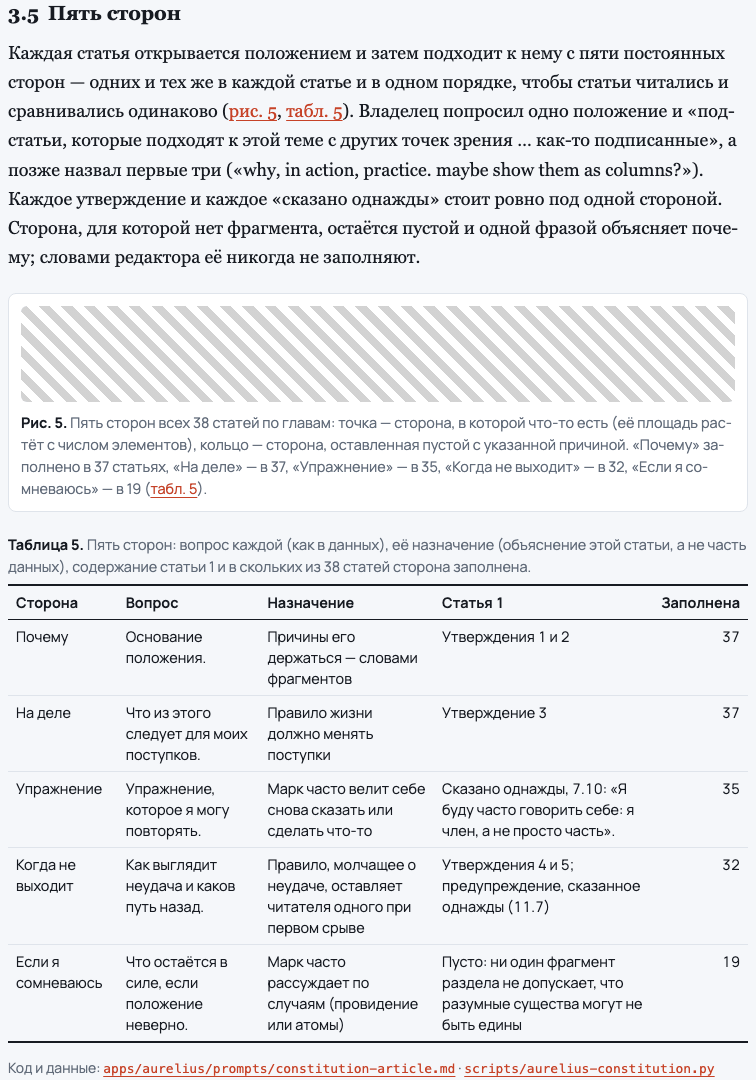 3.5 Пять сторон
Каждая статья открывается положением и затем подходит к нему с пяти постоянных
сторон — одних и тех же в каждой статье и в одном порядке, чтобы статьи читались и
сравнивались одинаково (рис. 5, табл. 5). Владелец попросил одно положение и «под-
статьи, которые подходят к этой теме с других точек зрения ... как-то подписанные», а
позже назвал первые три («why, in action, practice. maybe show them as columns?»).
Каждое утверждение и каждое «сказано однажды» стоит ровно под одной стороной.
Сторона, для которой нет фрагмента, остаётся пустой и одной фразой объясняет поче-
му; словами редактора её никогда не заполняют.
Рис. 5. Пять сторон всех 38 статей по главам: точка — сторона, в которой что-то есть (её площадь рас-
тёт с числом элементов), кольцо — сторона, оставленная пустой с указанной причиной. «Почему» за-
полнено в 37 статьях, «На деле» — в 37, «Упражнение» — в 35, «Когда не выходит» — в 32, «Если я со-
мневаюсь» — в 19 (табл. 5).
Таблица 5. Пять сторон: вопрос каждой (как в данных), её назначение (объяснение этой статьи, а не часть
данных), содержание статьи 1 и в скольких из 38 статей сторона заполнена.
Сторона Вопрос Назначение Статья 1 Заполнена
Почему Основание Причины его Утверждения 1 и 2 37
положения. держаться — словами
фрагментов
На деле Что из этого Правило жизни Утверждение 3 37
следует для моих должно менять
поступков. поступки
Упражнение Упражнение, Марк часто велит себе Сказано однажды, 7.10: «Я 35
которое я могу снова сказать или буду часто говорить себе: я
повторять. сделать что-то член, а не просто часть».
Когда не Как выглядит Правило, молчащее о Утверждения 4 и 5; 32
выходит неудача и каков неудаче, оставляет предупреждение, сказанное
путь назад. читателя одного при однажды (11.7)
первом срыве
Если я Что остаётся в Марк часто Пусто: ни один фрагмент 19
сомневаюсь силе, если рассуждает по раздела не допускает, что
положение случаям (провидение разумные существа могут не
неверно. или атомы) быть едины
Код и данные: apps/aurelius/prompts/constitution-article.md · scripts/aurelius-constitution.py